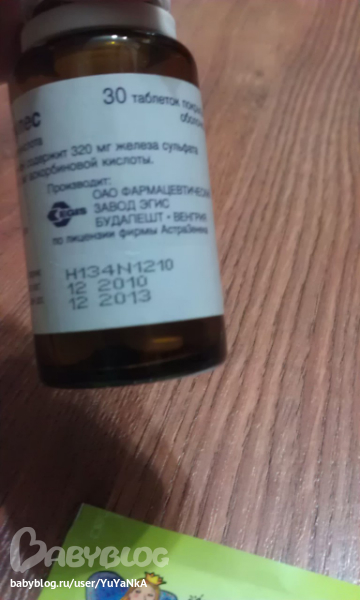 30 таблеток
320 мг железа сульфата
аскорбиновой кислоты.
Производит:
EGIS
ОАО ФАРМАЦЕВТИЧЕСКИЙ
ЗАВОД ЭГИС
БУДАПЕШТ - ВЕНГРИЯ
по лицензии фирмы АстраЗенека
H134N1210
12 2010
12 2013
BABYBLOG
babyblog.ru/user/YuYaNkA